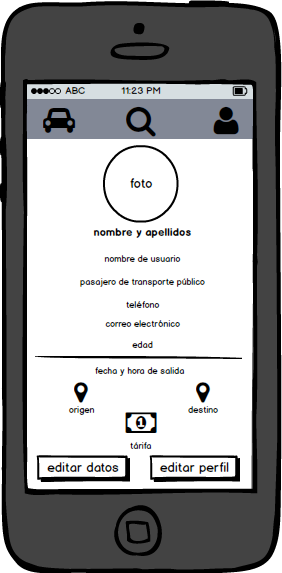 ABC 11:23 PM
foto
nombre y apellidos
nombre de usuario
pasajero de transporte público
teléfono
correo electrónico
edad
fecha y hora de salida
origen destino
1
tárifa
editar datos editar perfil